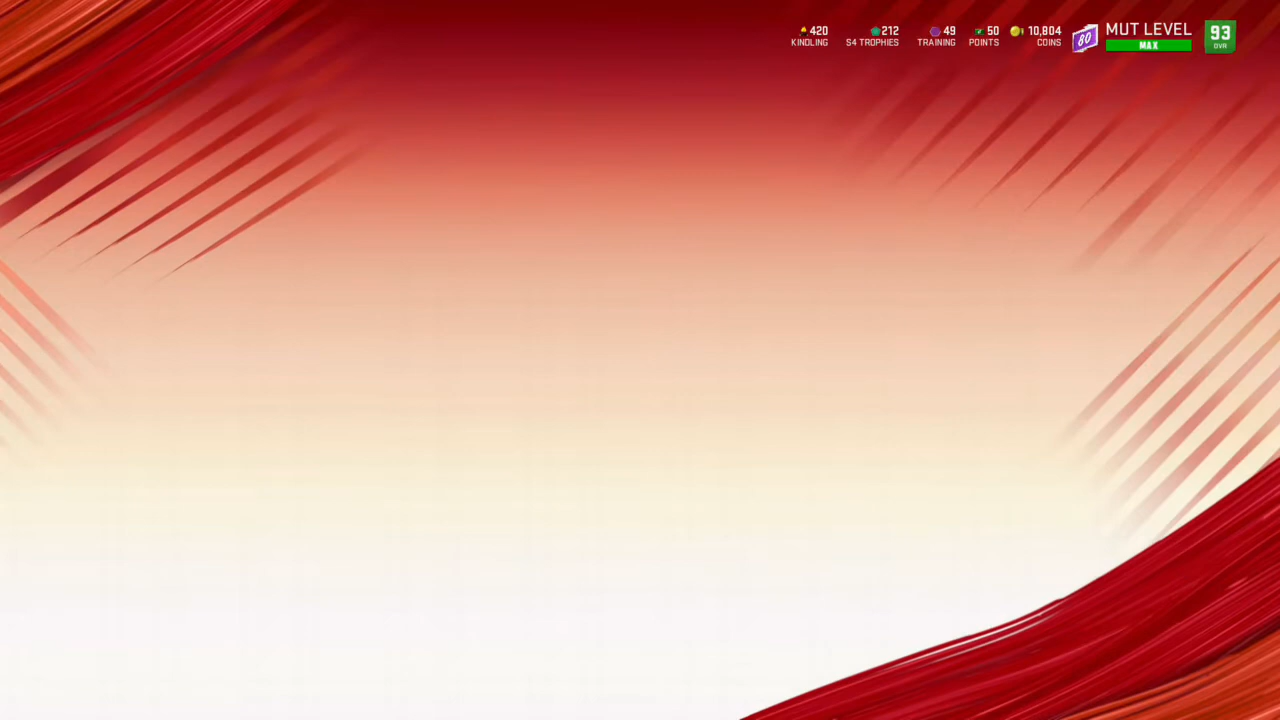 420 212 49 50 10,804 80 MUT LEVEL 93
KINDLING S4 TROPHIES TRAINING POINTS COINS MAX OVR